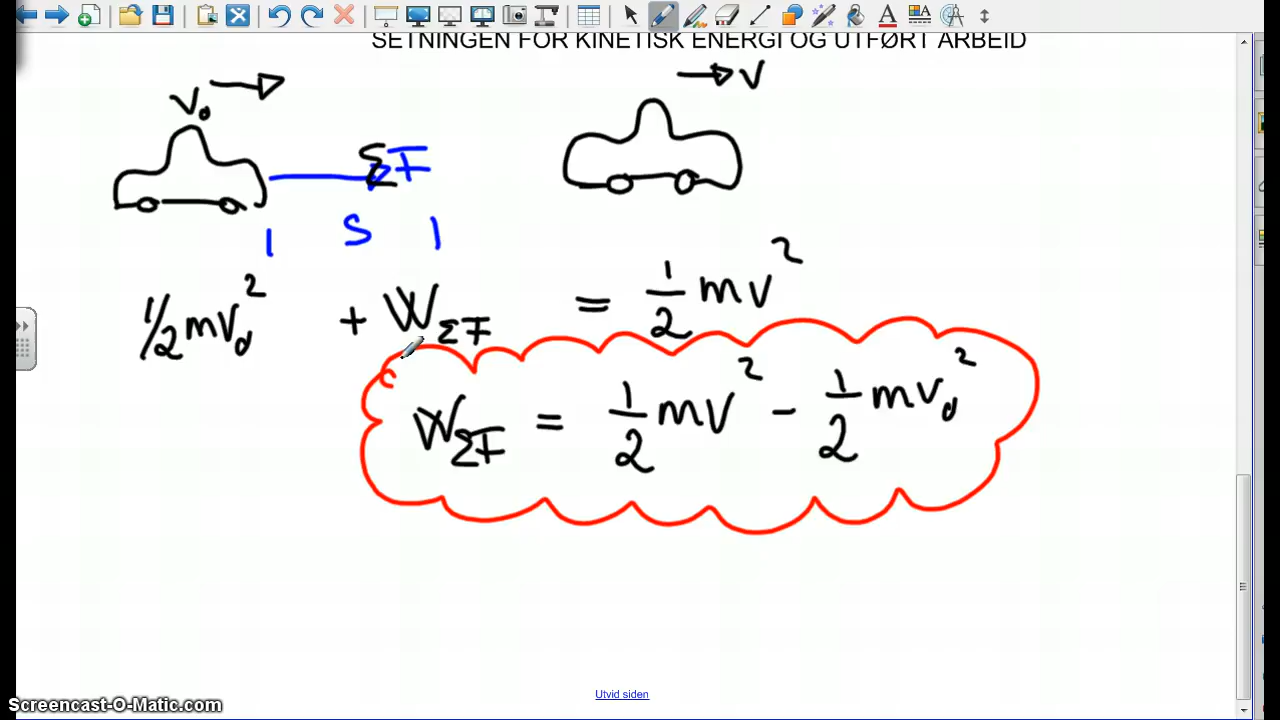 SETNINGEN FOR KINETISK ENERGI OG UTFØRT ARBEID
V₀
V
ΣF
S
½mv₀² + W_ΣF = ½mv²
W_ΣF = ½mv² - ½mv₀²
Utvid siden
Screencast-O-Matic.com